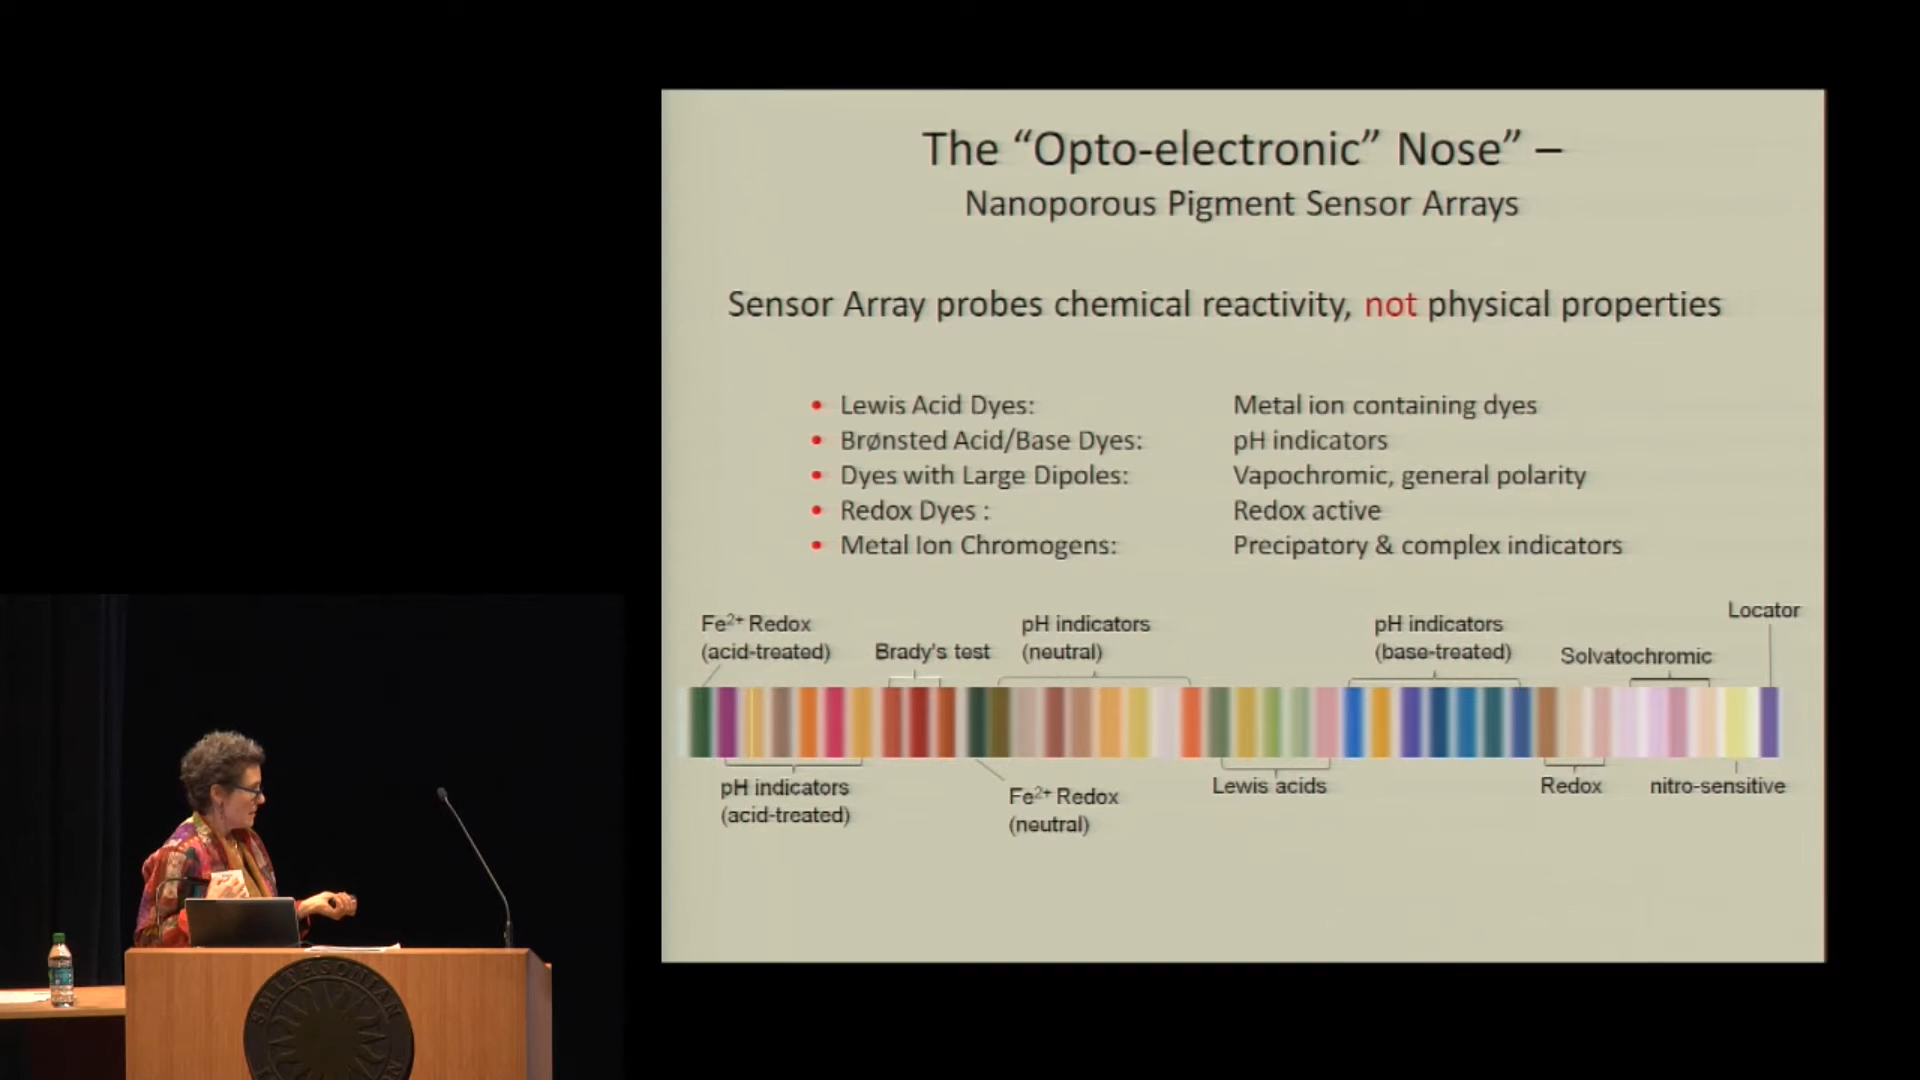 The “Opto-electronic” Nose” –
Nanoporous Pigment Sensor Arrays
Sensor Array probes chemical reactivity, not physical properties
• Lewis Acid Dyes: Metal ion containing dyes
• Brønsted Acid/Base Dyes: pH indicators
• Dyes with Large Dipoles: Vapochromic, general polarity
• Redox Dyes : Redox active
• Metal Ion Chromogens: Precipatory & complex indicators
Locator
Fe²⁺ Redox
(acid-treated)
Brady's test
pH indicators
(neutral)
pH indicators
(base-treated)
Solvatochromic
pH indicators
(acid-treated)
Fe²⁺ Redox
(neutral)
Lewis acids
Redox
nitro-sensitive
SMITHSONIAN